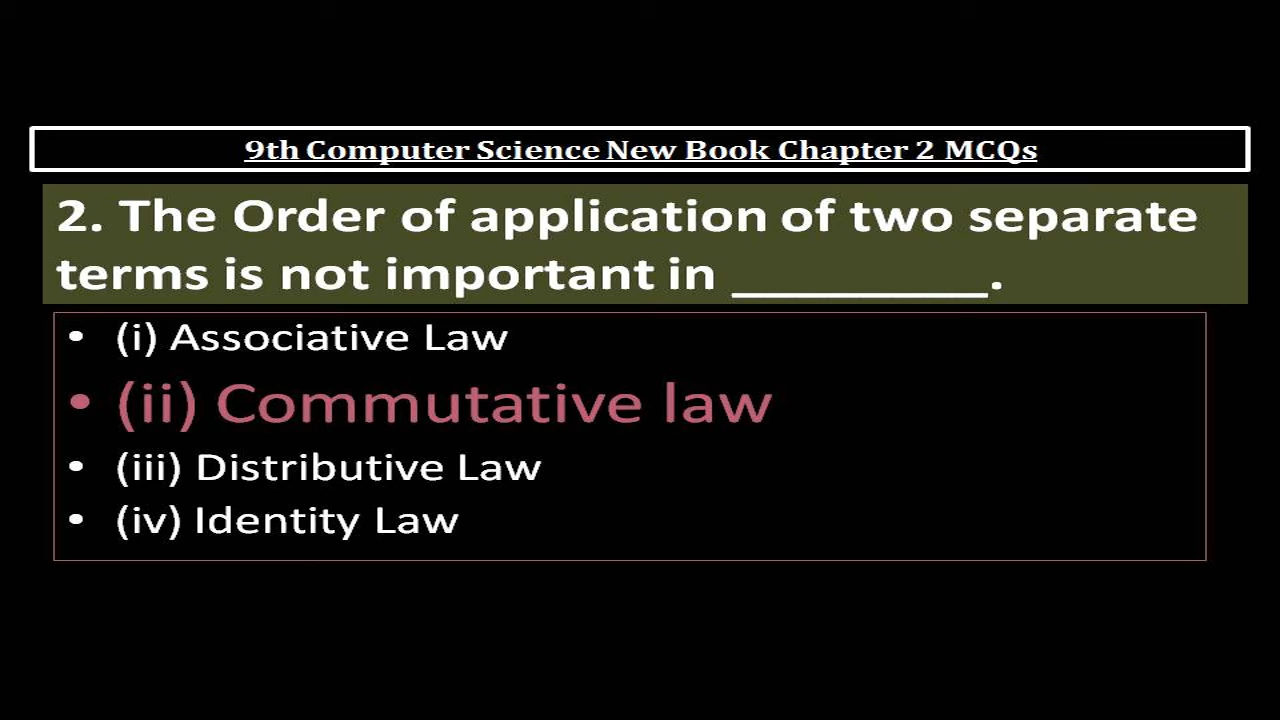 9th Computer Science New Book Chapter 2 MCQs
2. The Order of application of two separate
terms is not important in __________.
• (i) Associative Law
• (ii) Commutative law
• (iii) Distributive Law
• (iv) Identity Law